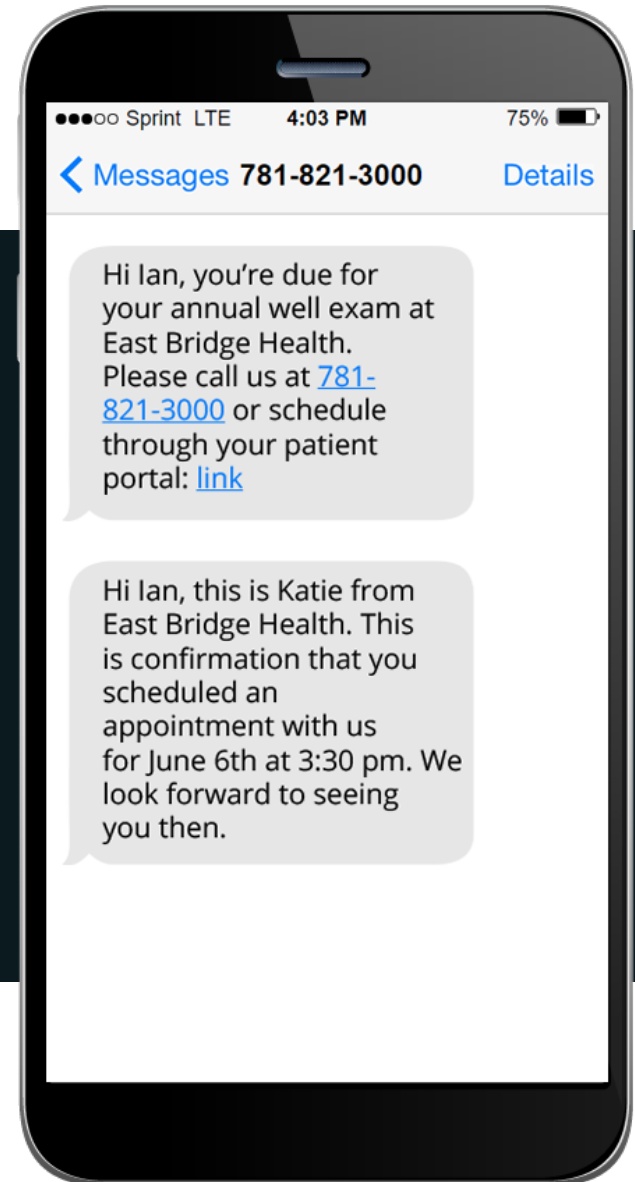 Sprint LTE 4:03 PM 75%
Messages 781-821-3000 Details
Hi Ian, you’re due for
your annual well exam at
East Bridge Health.
Please call us at 781-
821-3000 or schedule
through your patient
portal: link
Hi Ian, this is Katie from
East Bridge Health. This
is confirmation that you
scheduled an
appointment with us
for June 6th at 3:30 pm. We
look forward to seeing
you then.